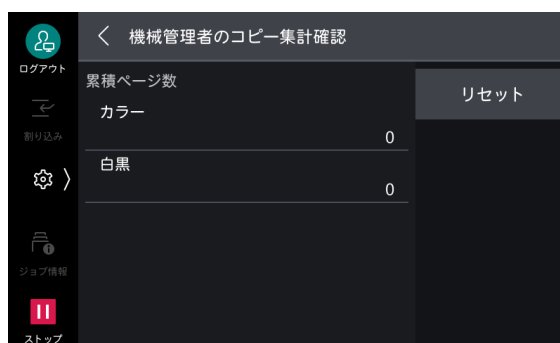 機械管理者のコピー集計確認
ログアウト
累積ページ数
リセット
カラー
0
割り込み
白黒
0
ジョブ情報
ストップ